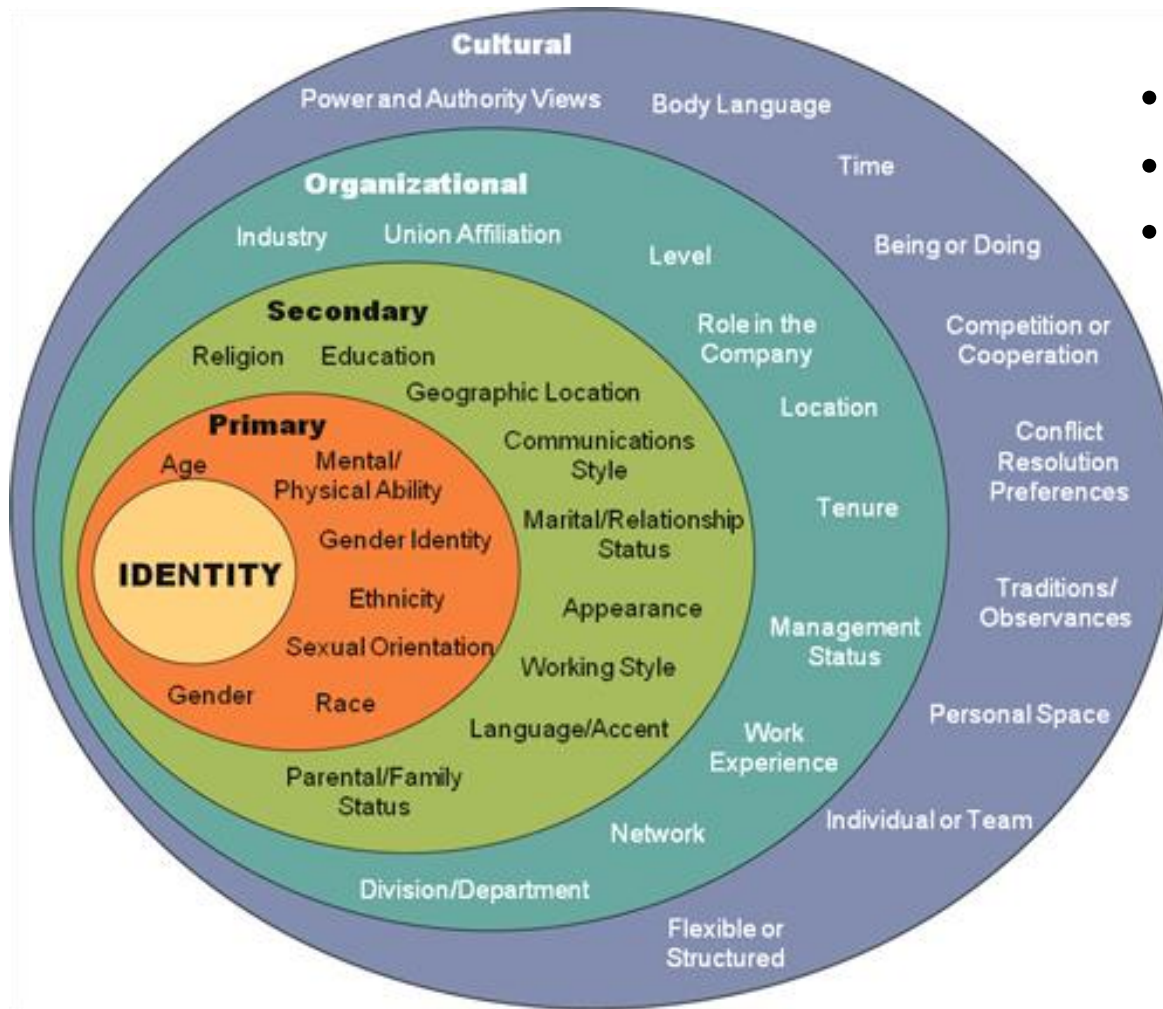 Cultural
Power and Authority Views
Body Language
Time
Being or Doing
Competition or
Cooperation
Conflict
Resolution
Preferences
Traditions/
Observances
Personal Space
Individual or Team
Flexible or
Structured
Organizational
Industry
Union Affiliation
Level
Role in the
Company
Location
Tenure
Management
Status
Work
Experience
Network
Division/Department
Secondary
Religion
Education
Geographic Location
Communications
Style
Marital/Relationship
Status
Appearance
Working Style
Language/Accent
Parental/Family
Status
Primary
Age
Mental/
Physical Ability
Gender Identity
Ethnicity
Sexual Orientation
Gender
Race
IDENTITY